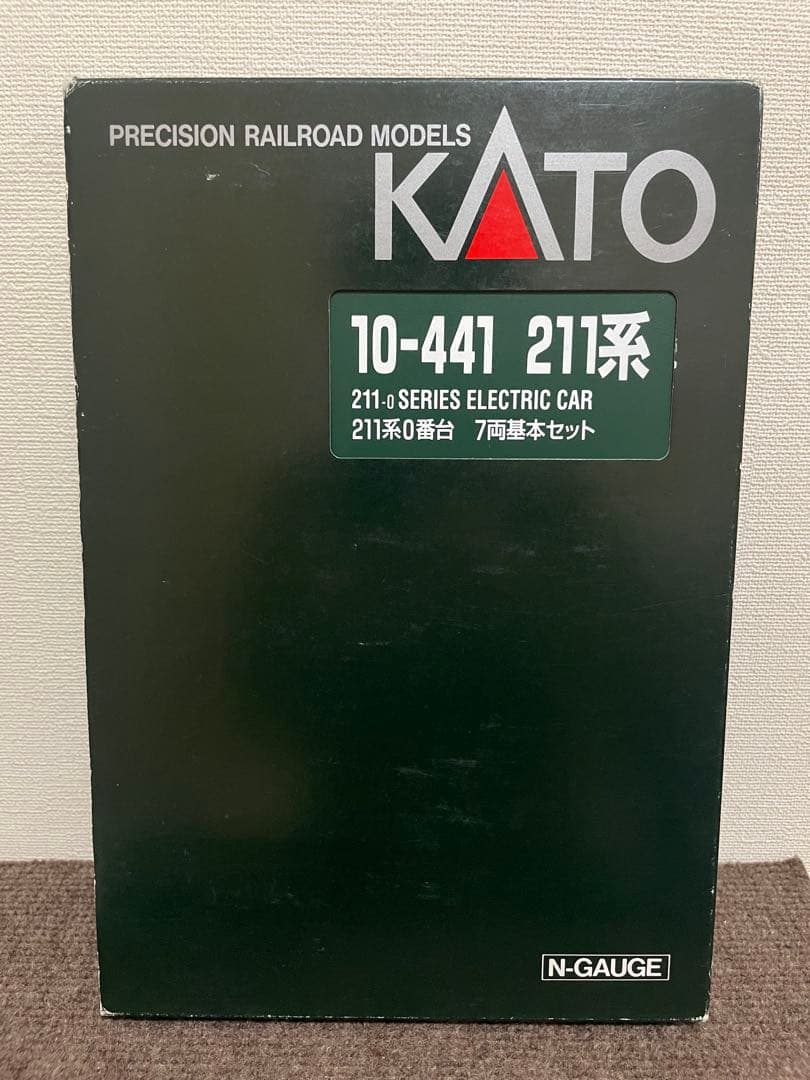 PRECISION RAILROAD MODELS
KATO
10-441 211系
211-0 SERIES ELECTRIC CAR
211系0番台 7両基本セット
N-GAUGE